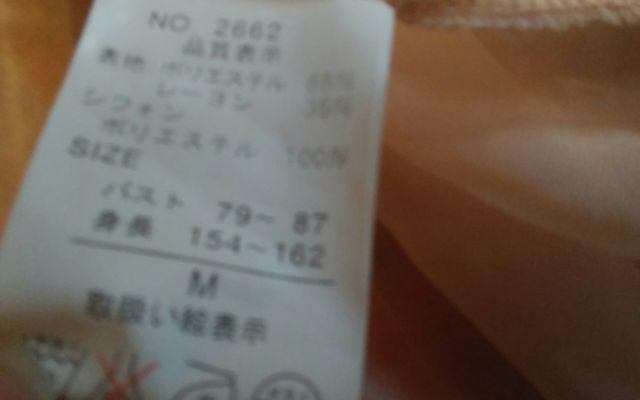 NO 2662
品質表示
表地 ポリエステル 65%
レーヨン 35%
シフォン
ポリエステル 100%
SIZE
バスト 79~ 87
身長 154~162
M
取扱い絵表示